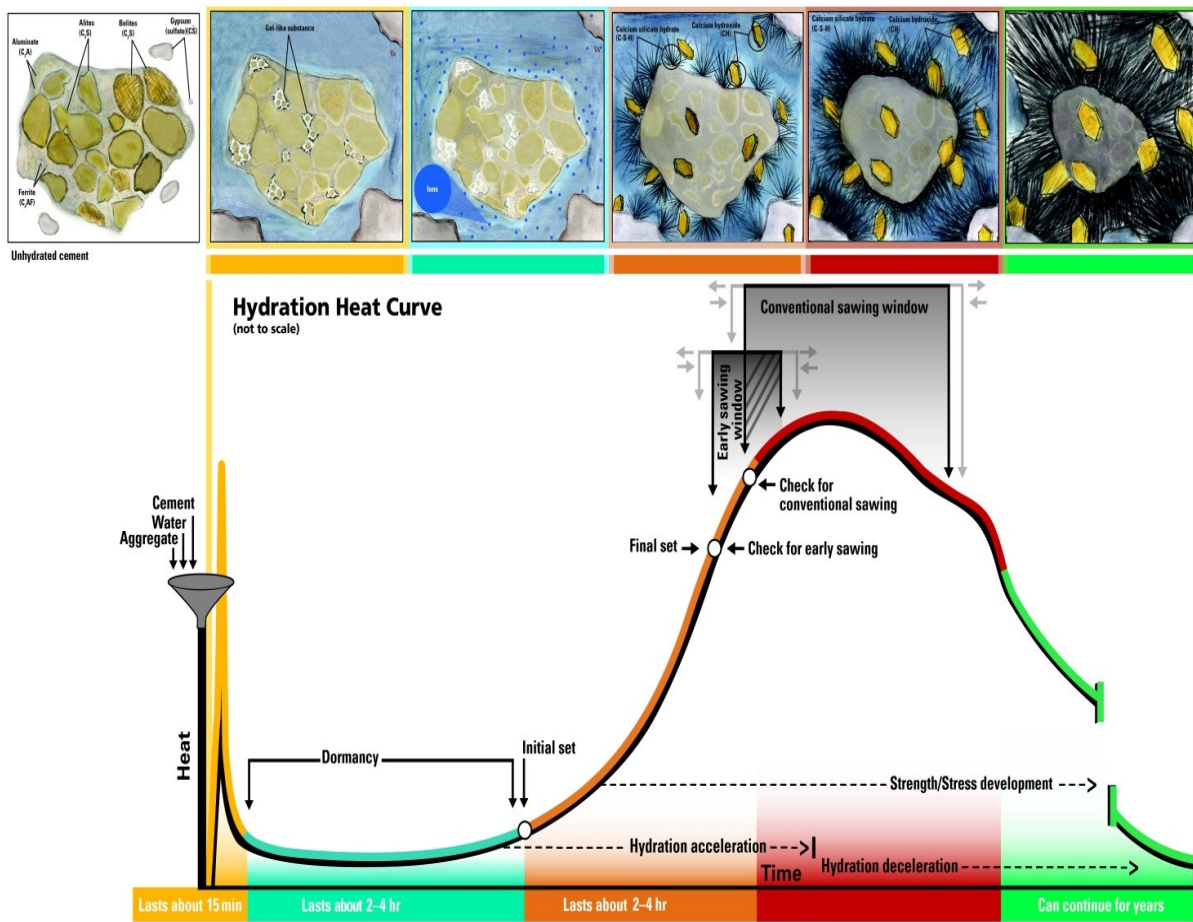 Aluminate
(C₃A)
Alites
(C₃S)
Belites
(C₂S)
Gypsum
(sulfate)(CS)
Ferrite
(C₄AF)
Unhydrated cement
Gel-like substance
Ions
Calcium silicate hydrate
(C-S-H)
Calcium hydroxide
(CH)
Calcium silicate hydrate
(C-S-H)
Calcium hydroxide
(CH)
Hydration Heat Curve
(not to scale)
Conventional sawing window
Early sawing
window
Check for
conventional sawing
Final set
Check for early sawing
Cement
Water
Aggregate
Heat
Dormancy
Initial set
Strength/Stress development
Hydration acceleration
Time
Hydration deceleration
Lasts about 15 min
Lasts about 2–4 hr
Lasts about 2–4 hr
Can continue for years